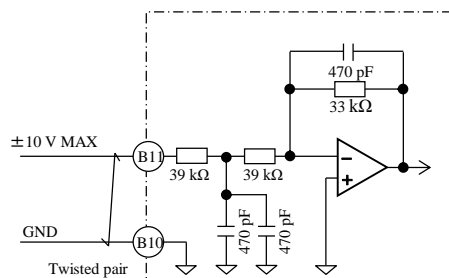 470 pF
33 kΩ
±10 V MAX
B11
39 kΩ
39 kΩ
−
+
470 pF
470 pF
GND
B10
Twisted pair